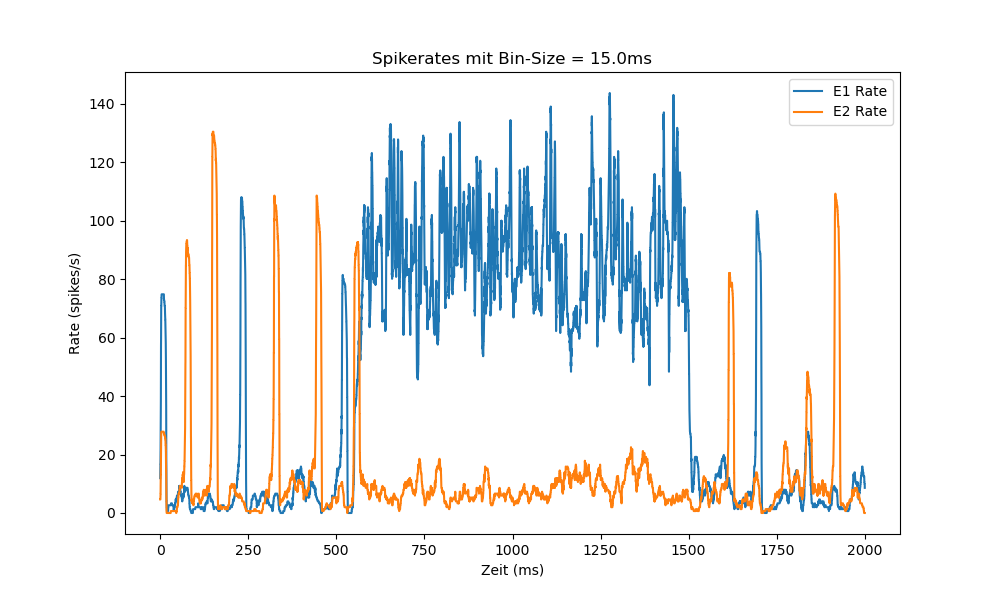 Spikerates mit Bin-Size = 15.0ms
E1 Rate
E2 Rate
Rate (spikes/s)
140
120
100
80
60
40
20
0
0 250 500 750 1000 1250 1500 1750 2000
Zeit (ms)